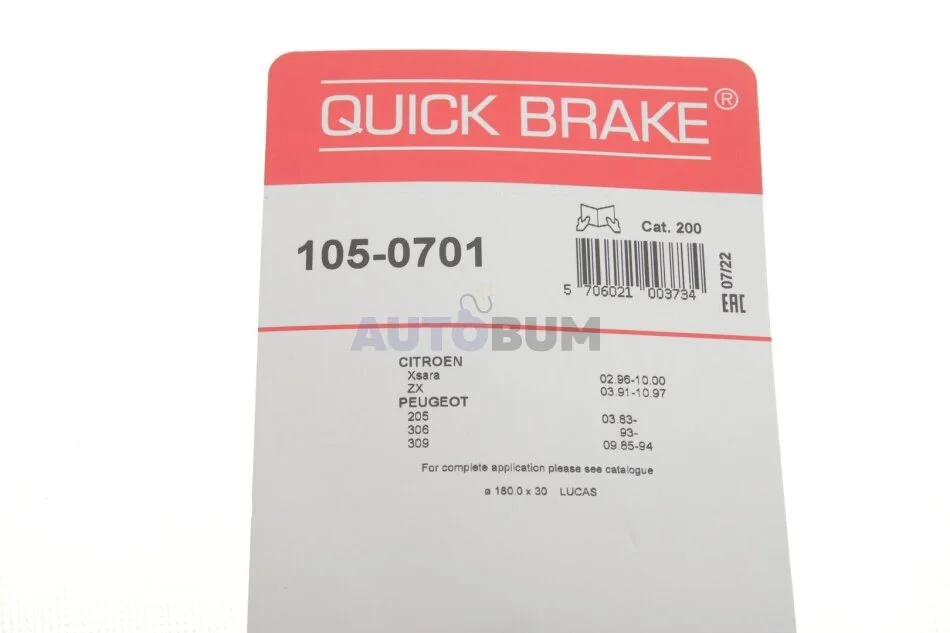 QUICK BRAKE®
Cat. 200
105-0701
5 706021 003734
07/22
EAC
AUTOBUM
CITROEN
Xsara 02.96-10.00
ZX 03.91-10.97
PEUGEOT
205 03.83-
306 93-
309 09.85-94
For complete application please see catalogue
ø 180.0 x 30 LUCAS